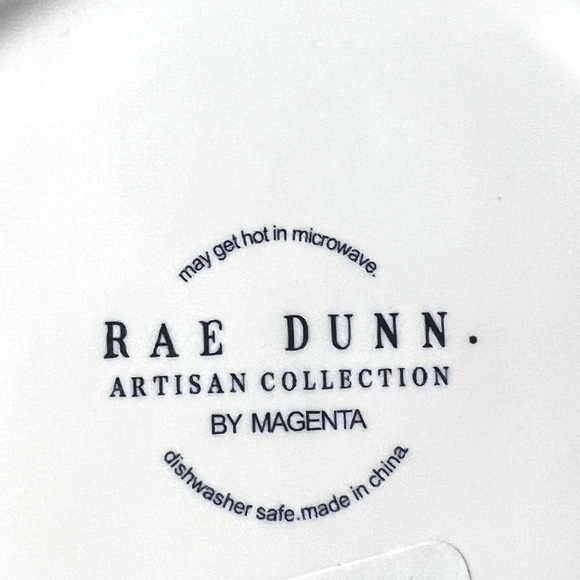 may get hot in microwave.
RAE DUNN.
ARTISAN COLLECTION
BY MAGENTA
dishwasher safe.made in china